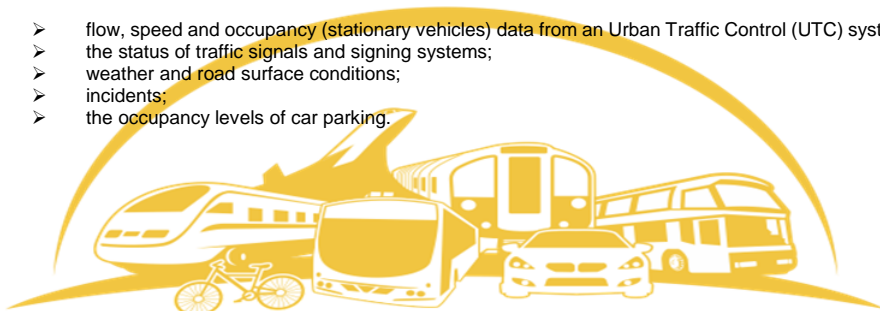 ➢ flow, speed and occupancy (stationary vehicles) data from an Urban Traffic Control (UTC) syst
➢ the status of traffic signals and signing systems;
➢ weather and road surface conditions;
➢ incidents;
➢ the occupancy levels of car parking.